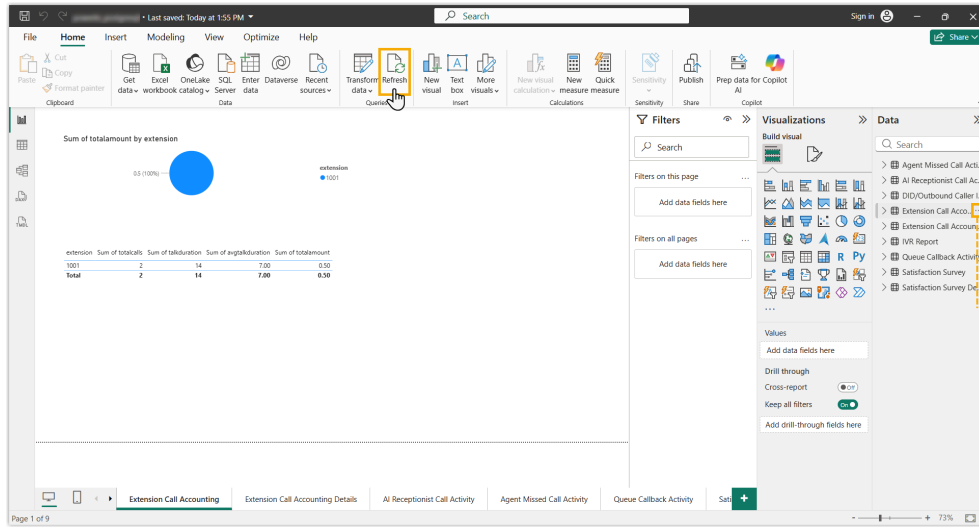 • Last saved: Today at 1:55 PM
Search
Sign in
File Home Insert Modeling View Optimize Help
Share
Paste
Cut
Copy
Format painter
Clipboard
Get data
Excel workbook
OneLake catalog
SQL Server
Enter data
Dataverse
Recent sources
Data
Transform data
Refresh
Queries
New visual
Text box
More visuals
Insert
New visual calculation
New measure
Quick measure
Calculations
Sensitivity
Sensitivity
Publish
Share
Prep data for AI
Copilot
Copilot
DAX
TMDL
Sum of totalamount by extension
0.5 (100%)
extension
1001
extension Sum of totalcalls Sum of talkduration Sum of avgtalkduration Sum of totalamount
1001 2 14 7.00 0.50
Total 2 14 7.00 0.50
Filters
Search
Filters on this page ...
Add data fields here
Filters on all pages ...
Add data fields here
Visualizations
Build visual
R Py
...
Values
Add data fields here
Drill through
Cross-report Off
Keep all filters On
Add drill-through fields here
Data
Search
Agent Missed Call Acti...
AI Receptionist Call Ac...
DID/Outbound Caller I...
Extension Call Acco...
Extension Call Accoun
IVR Report
Queue Callback Activit
Satisfaction Survey
Satisfaction Survey De
Extension Call Accounting Extension Call Accounting Details AI Receptionist Call Activity Agent Missed Call Activity Queue Callback Activity Sati
Page 1 of 9
73%